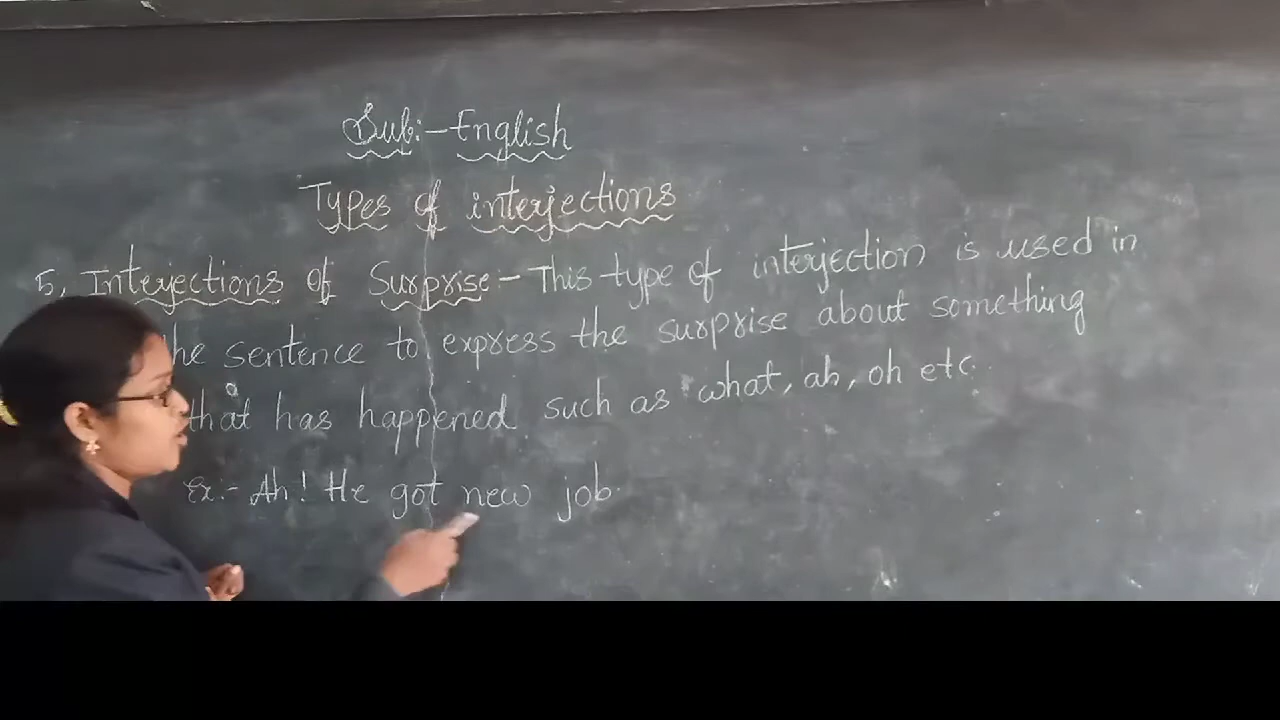 Sub:- English
Types of interjections
5. Interjections of Surprise:- This type of interjection is used in
he sentence to express the surprise about something
that has happened such as what, ah, oh etc.
Ex:- Ah! He got new job.